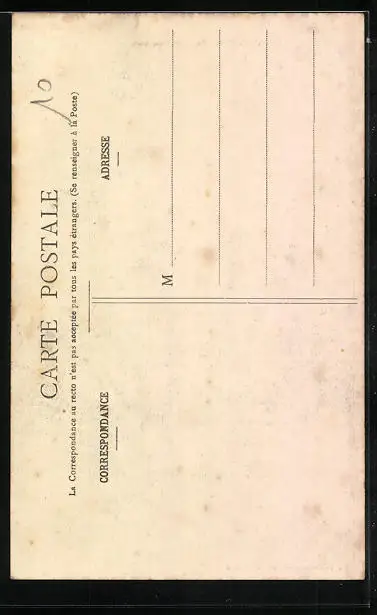 10
CARTE POSTALE
La Correspondance au recto n'est pas acceptée par tous les pays étrangers. (Se renseigner à la Poste)
CORRESPONDANCE
ADRESSE
M